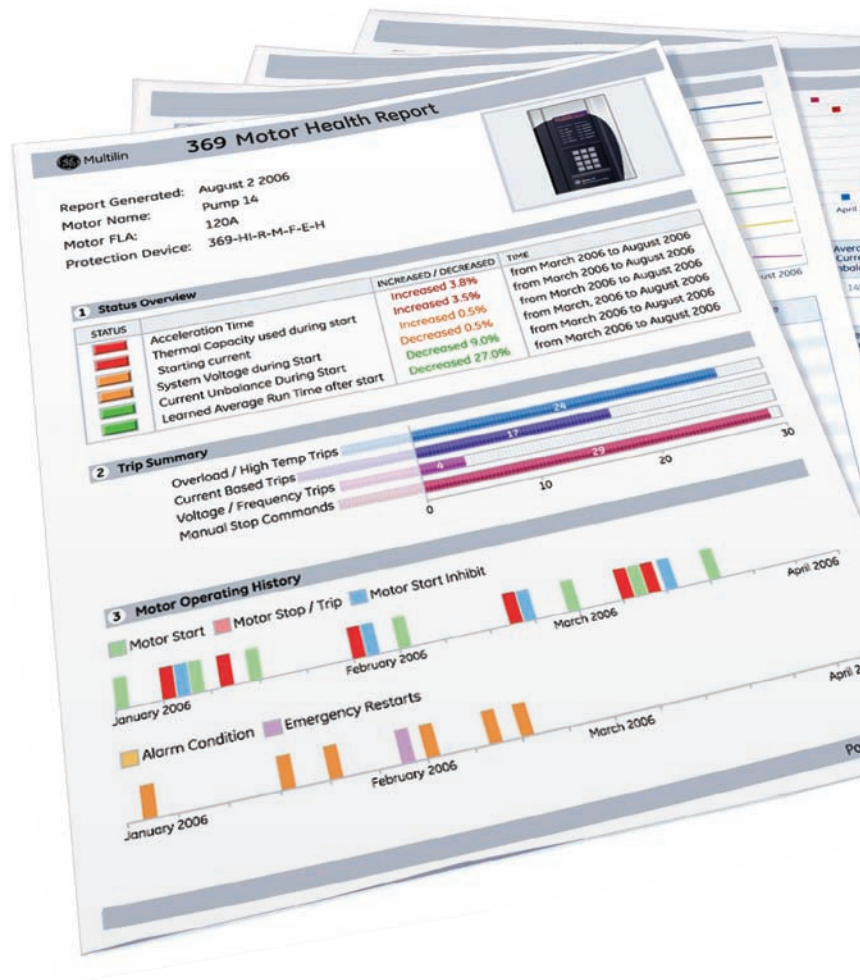 GE Multilin
369 Motor Health Report
Report Generated: August 2 2006
Motor Name: Pump 14
Motor FLA: 120A
Protection Device: 369-HI-R-M-F-E-H
1 Status Overview
STATUS INCREASED / DECREASED TIME
Acceleration Time Increased 3.8% from March 2006 to August 2006
Thermal Capacity used during start Increased 3.5% from March 2006 to August 2006
Starting current Increased 0.5% from March 2006 to August 2006
System Voltage during Start Decreased 0.5% from March, 2006 to August 2006
Current Unbalance During Start Decreased 9.0% from March 2006 to August 2006
Learned Average Run Time after start Decreased 27.0% from March 2006 to August 2006
2 Trip Summary
Overload / High Temp Trips 24
Current Based Trips 17
Voltage / Frequency Trips 4
Manual Stop Commands 29
0 10 20 30
3 Motor Operating History
Motor Start Motor Stop / Trip Motor Start Inhibit
January 2006 February 2006 March 2006 April 2006
Alarm Condition Emergency Restarts
January 2006 February 2006 March 2006 April 2
April
ust 2006